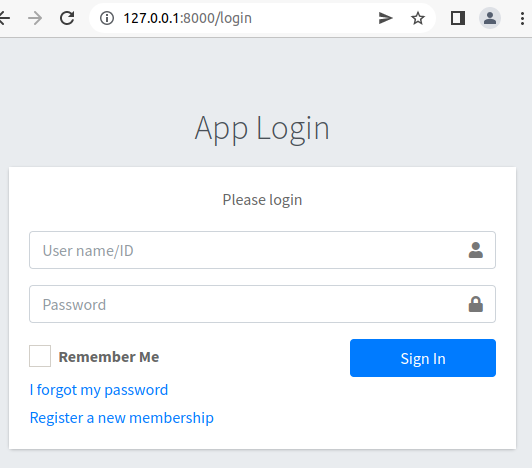 127.0.0.1:8000/login
App Login
Please login
User name/ID
Password
Remember Me
Sign In
I forgot my password
Register a new membership